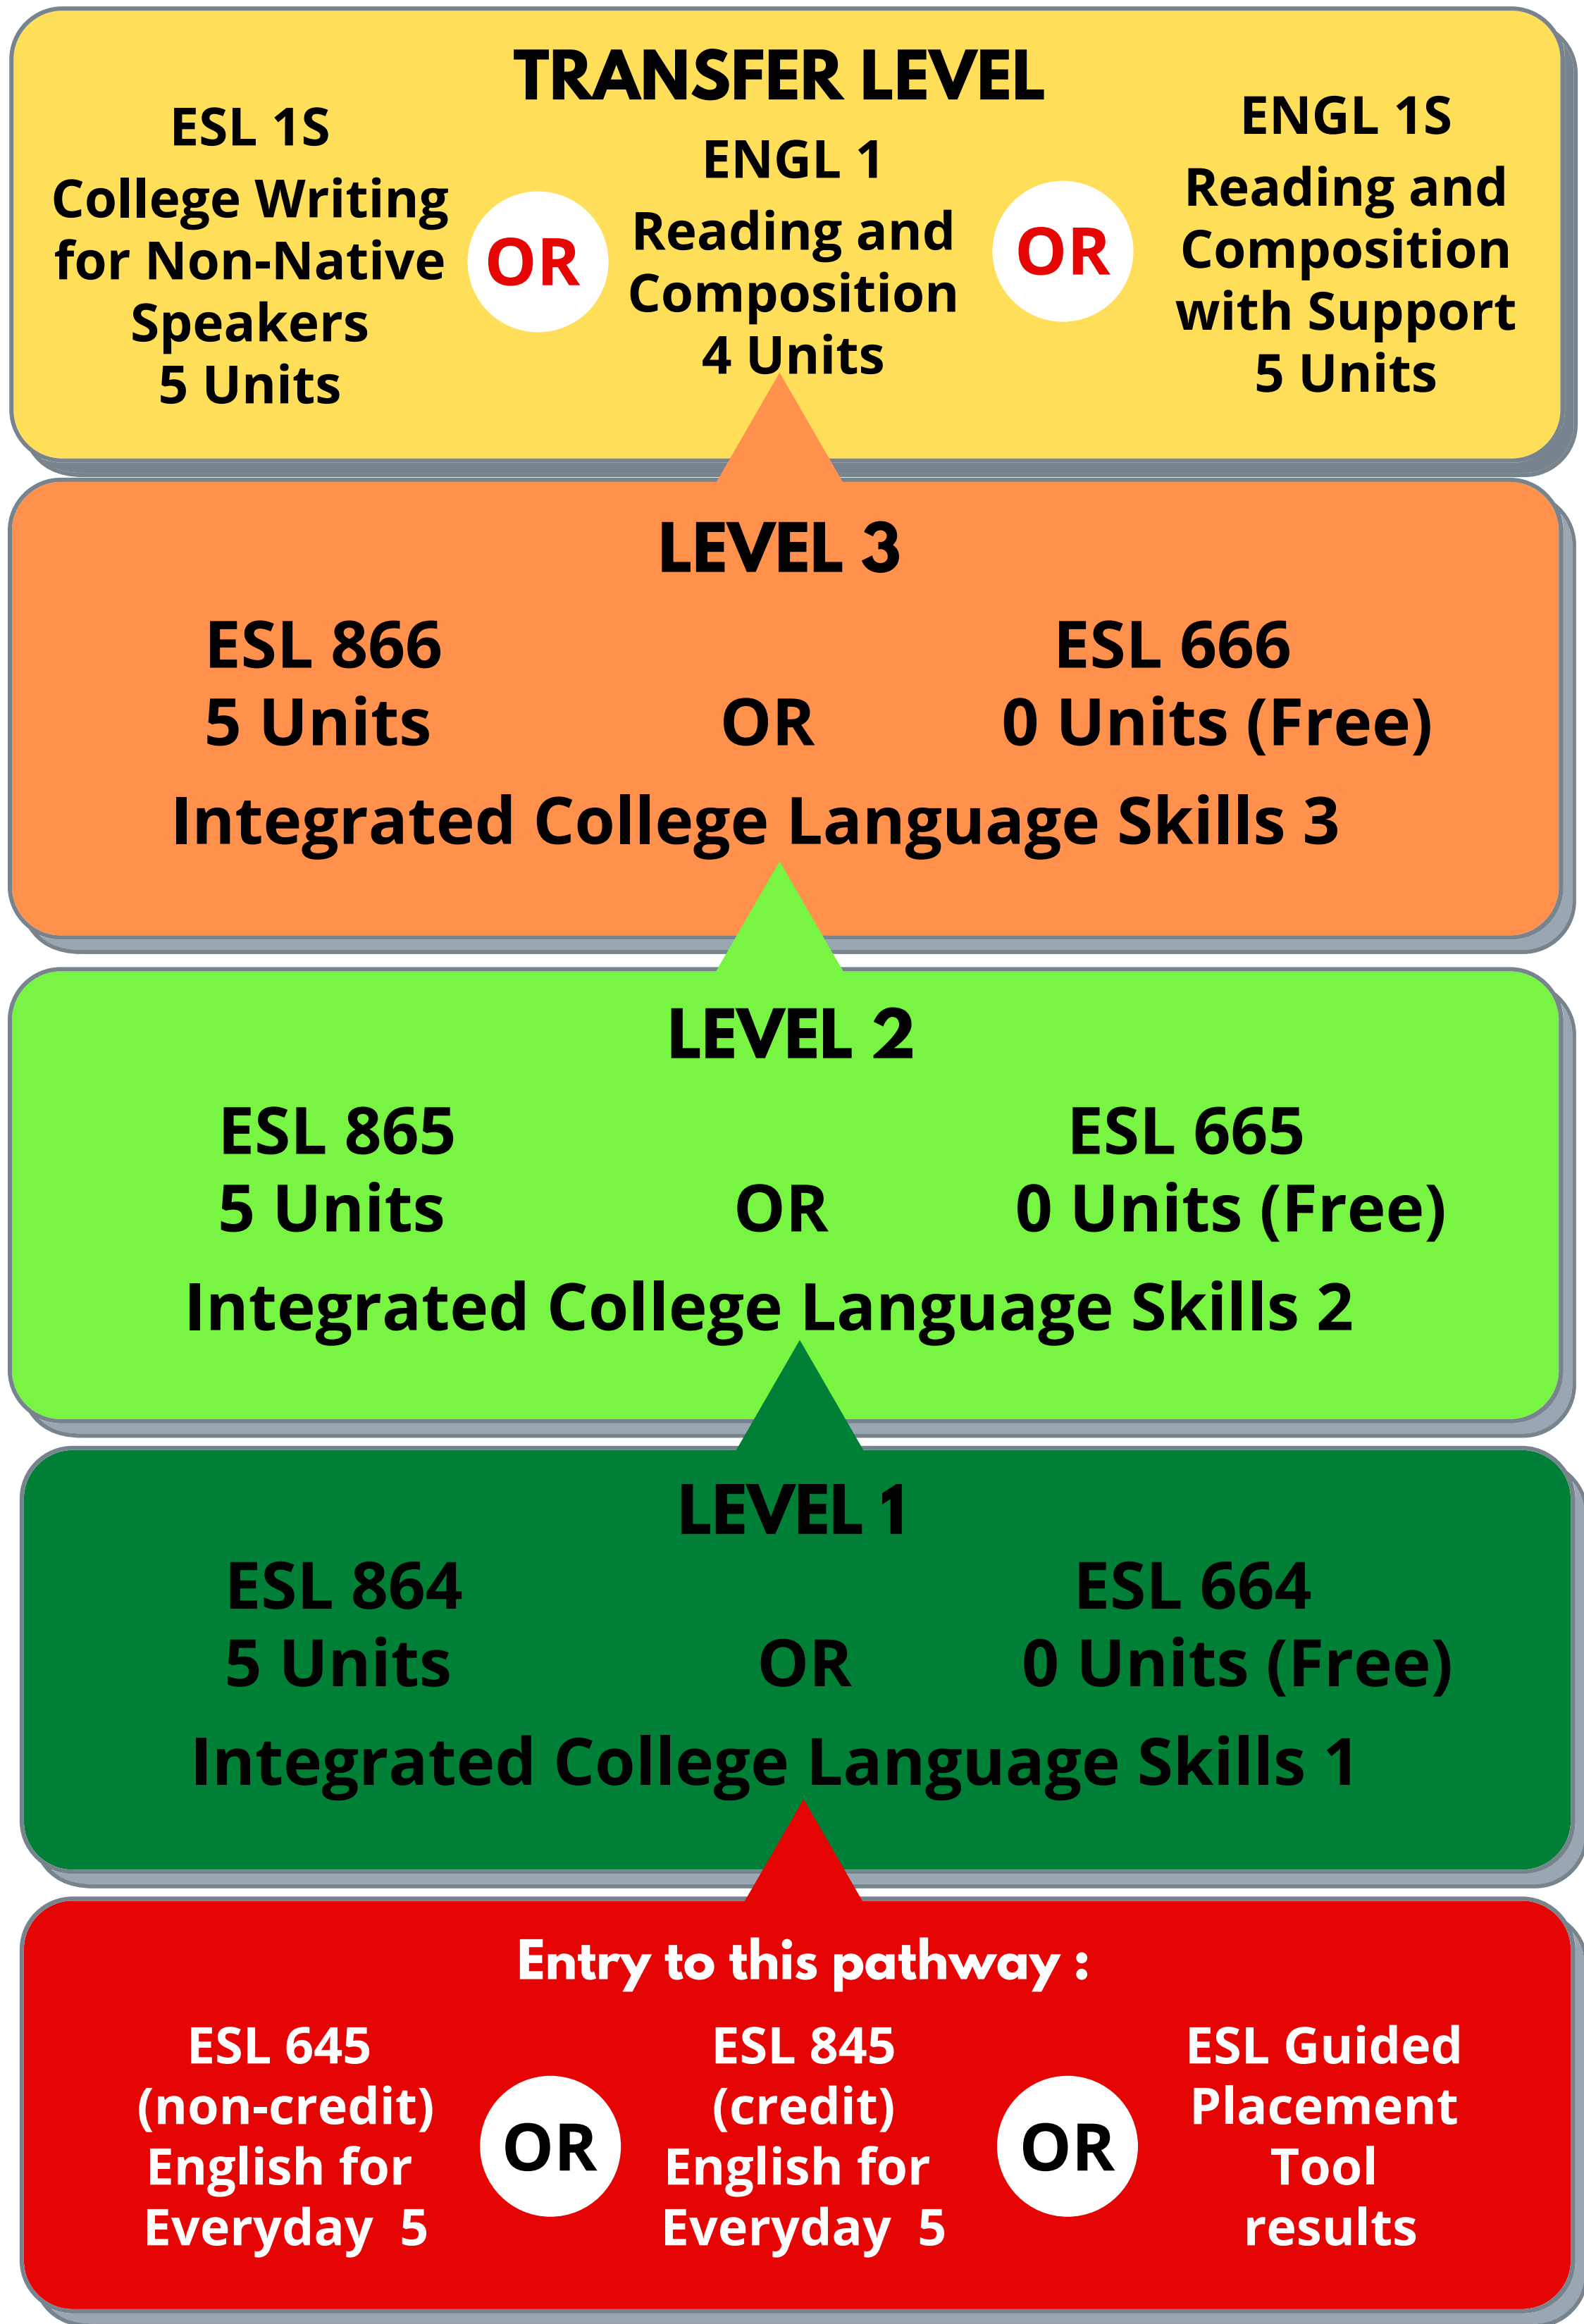 TRANSFER LEVEL
ESL 1S
College Writing
for Non-Native
Speakers
5 Units
OR
ENGL 1
Reading and
Composition
4 Units
OR
ENGL 1S
Reading and
Composition
with Support
5 Units
LEVEL 3
ESL 866
5 Units
OR
ESL 666
0 Units (Free)
Integrated College Language Skills 3
LEVEL 2
ESL 865
5 Units
OR
ESL 665
0 Units (Free)
Integrated College Language Skills 2
LEVEL 1
ESL 864
5 Units
OR
ESL 664
0 Units (Free)
Integrated College Language Skills 1
Entry to this pathway :
ESL 645
(non-credit)
English for
Everyday 5
OR
ESL 845
(credit)
English for
Everyday 5
OR
ESL Guided
Placement
Tool
results